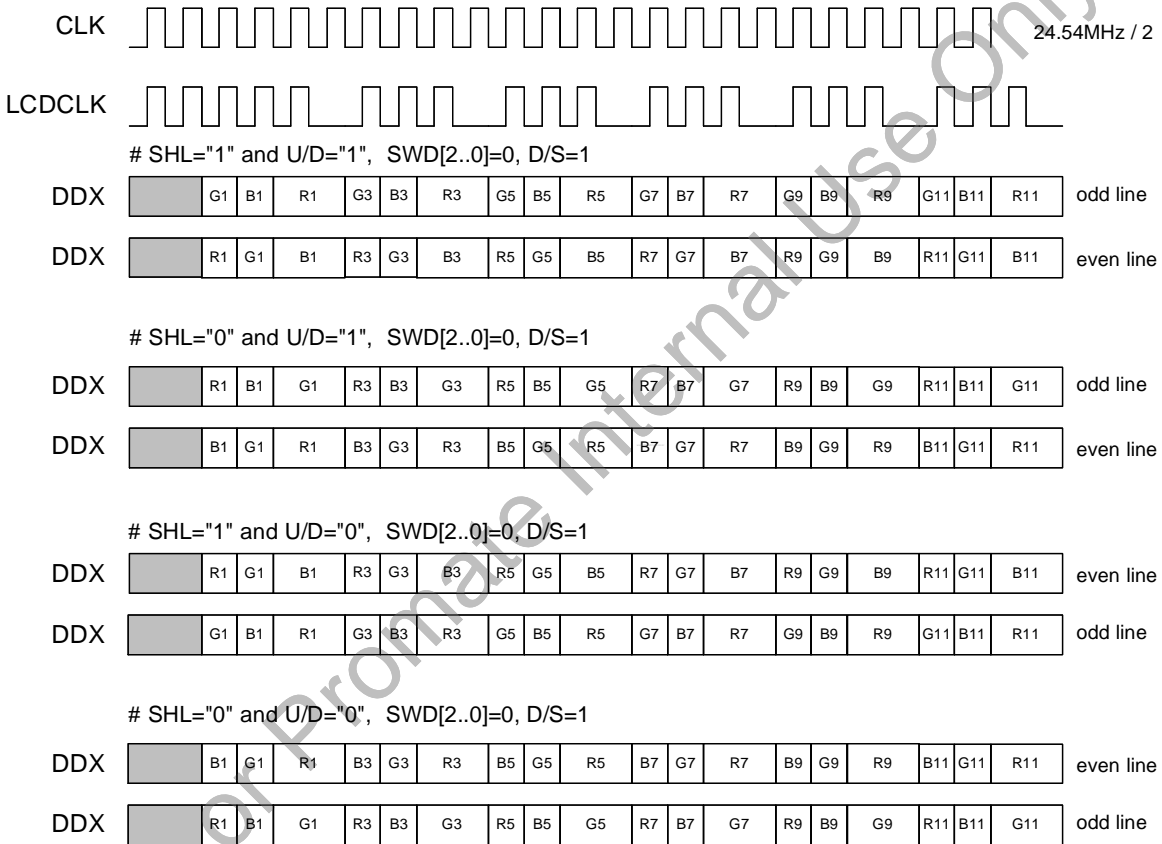 CLK 24.54MHz / 2
LCDCLK
# SHL="1" and U/D="1", SWD[2..0]=0, D/S=1
DDX G1 B1 R1 G3 B3 R3 G5 B5 R5 G7 B7 R7 G9 B9 R9 G11 B11 R11 odd line
DDX R1 G1 B1 R3 G3 B3 R5 G5 B5 R7 G7 B7 R9 G9 B9 R11 G11 B11 even line
# SHL="0" and U/D="1", SWD[2..0]=0, D/S=1
DDX R1 B1 G1 R3 B3 G3 R5 B5 G5 R7 B7 G7 R9 B9 G9 R11 B11 G11 odd line
DDX B1 G1 R1 B3 G3 R3 B5 G5 R5 B7 G7 R7 B9 G9 R9 B11 G11 R11 even line
# SHL="1" and U/D="0", SWD[2..0]=0, D/S=1
DDX R1 G1 B1 R3 G3 B3 R5 G5 B5 R7 G7 B7 R9 G9 B9 R11 G11 B11 even line
DDX G1 B1 R1 G3 B3 R3 G5 B5 R5 G7 B7 R7 G9 B9 R9 G11 B11 R11 odd line
# SHL="0" and U/D="0", SWD[2..0]=0, D/S=1
DDX B1 G1 R1 B3 G3 R3 B5 G5 R5 B7 G7 R7 B9 G9 R9 B11 G11 R11 even line
DDX R1 B1 G1 R3 B3 G3 R5 B5 G5 R7 B7 G7 R9 B9 G9 R11 B11 G11 odd line
or Promate Internal Use Only